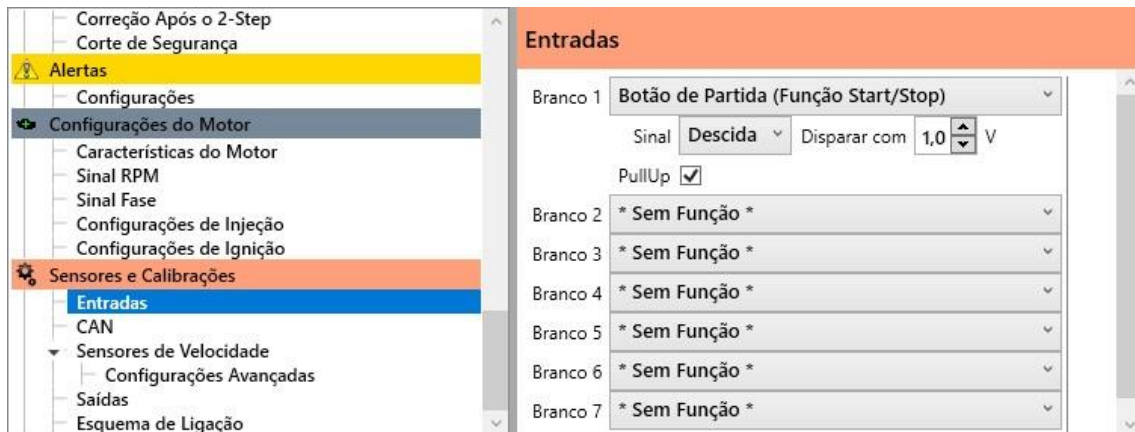 Correção Após o 2-Step
Corte de Segurança
Alertas
Configurações
Configurações do Motor
Características do Motor
Sinal RPM
Sinal Fase
Configurações de Injeção
Configurações de Ignição
Sensores e Calibrações
Entradas
CAN
Sensores de Velocidade
Configurações Avançadas
Saídas
Esquema de Ligação
Entradas
Branco 1 Botão de Partida (Função Start/Stop)
Sinal Descida Disparar com 1,0 V
PullUp
Branco 2 * Sem Função *
Branco 3 * Sem Função *
Branco 4 * Sem Função *
Branco 5 * Sem Função *
Branco 6 * Sem Função *
Branco 7 * Sem Função *